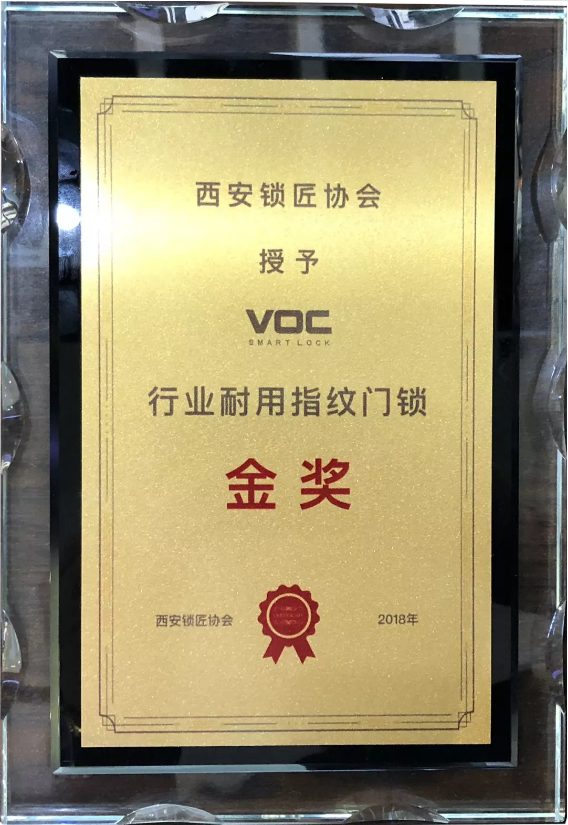 西安锁匠协会
授予
VOC
SMART LOCK
行业耐用指纹门锁
金奖
西安锁匠协会
2018年